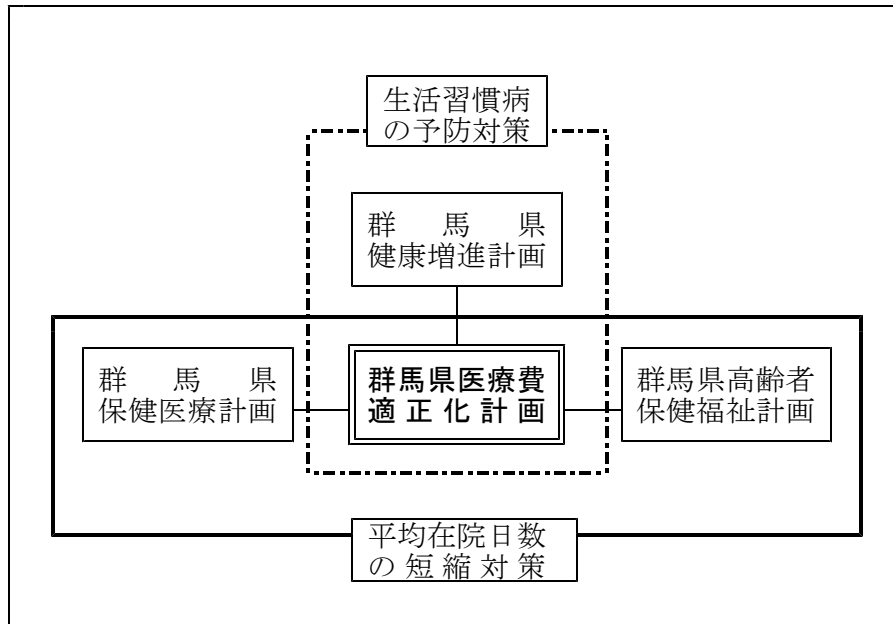 生活習慣病
の予防対策
群馬県
健康増進計画
群馬県
保健医療計画
群馬県医療費
適正化計画
群馬県高齢者
保健福祉計画
平均在院日数
の短縮対策